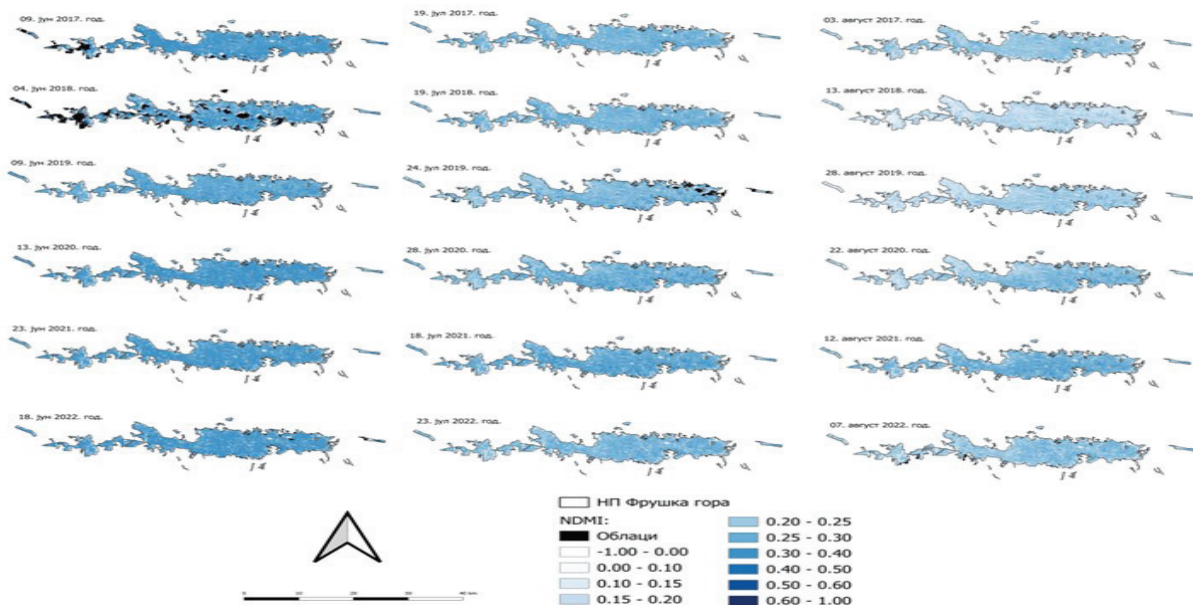 09. јун 2017. год.
19. јул 2017. год.
03. август 2017. год.
04. јун 2018. год.
19. јул 2018. год.
13. август 2018. год.
09. јун 2019. год.
24. јул 2019. год.
28. август 2019. год.
13. јун 2020. год.
28. јул 2020. год.
22. август 2020. год.
23. јун 2021. год.
18. јул 2021. год.
12. август 2021. год.
18. јун 2022. год.
23. јул 2022. год.
07. август 2022. год.
НП Фрушка гора
NDMI:
Облаци
-1.00 - 0.00
0.00 - 0.10
0.10 - 0.15
0.15 - 0.20
0.20 - 0.25
0.25 - 0.30
0.30 - 0.40
0.40 - 0.50
0.50 - 0.60
0.60 - 1.00
0 10 20 30 40 km